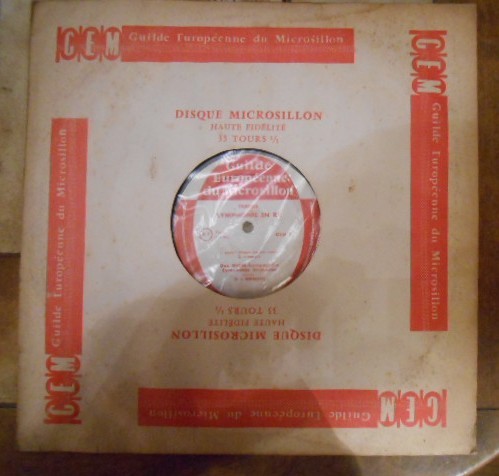 GEM Guilde Européenne du Microsillon
DISQUE MICROSILLON
HAUTE FIDÉLITÉ
33 TOURS ⅓
Guilde
Européenne
du Microsillon
SYMPHONIE EN
GEM Guilde Européenne du Microsillon
GEM Guilde Européenne du Microsillon
DISQUE MICROSILLON
HAUTE FIDÉLITÉ
33 TOURS ⅓
GEM Guilde Européenne du Microsillon